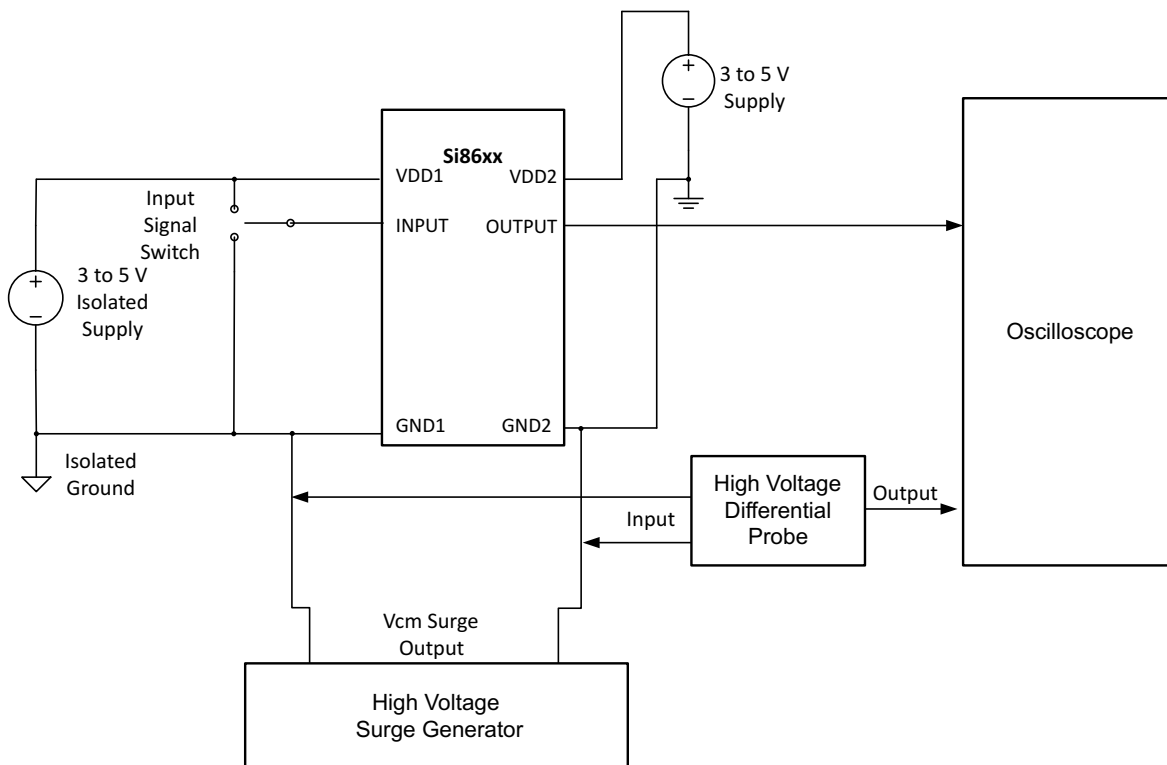 +
−
3 to 5 V
Supply
Si86xx
VDD1
VDD2
Input
Signal
Switch
INPUT
OUTPUT
+
−
3 to 5 V
Isolated
Supply
Oscilloscope
GND1
GND2
Isolated
Ground
High Voltage
Differential
Probe
Input
Output
Vcm Surge
Output
High Voltage
Surge Generator